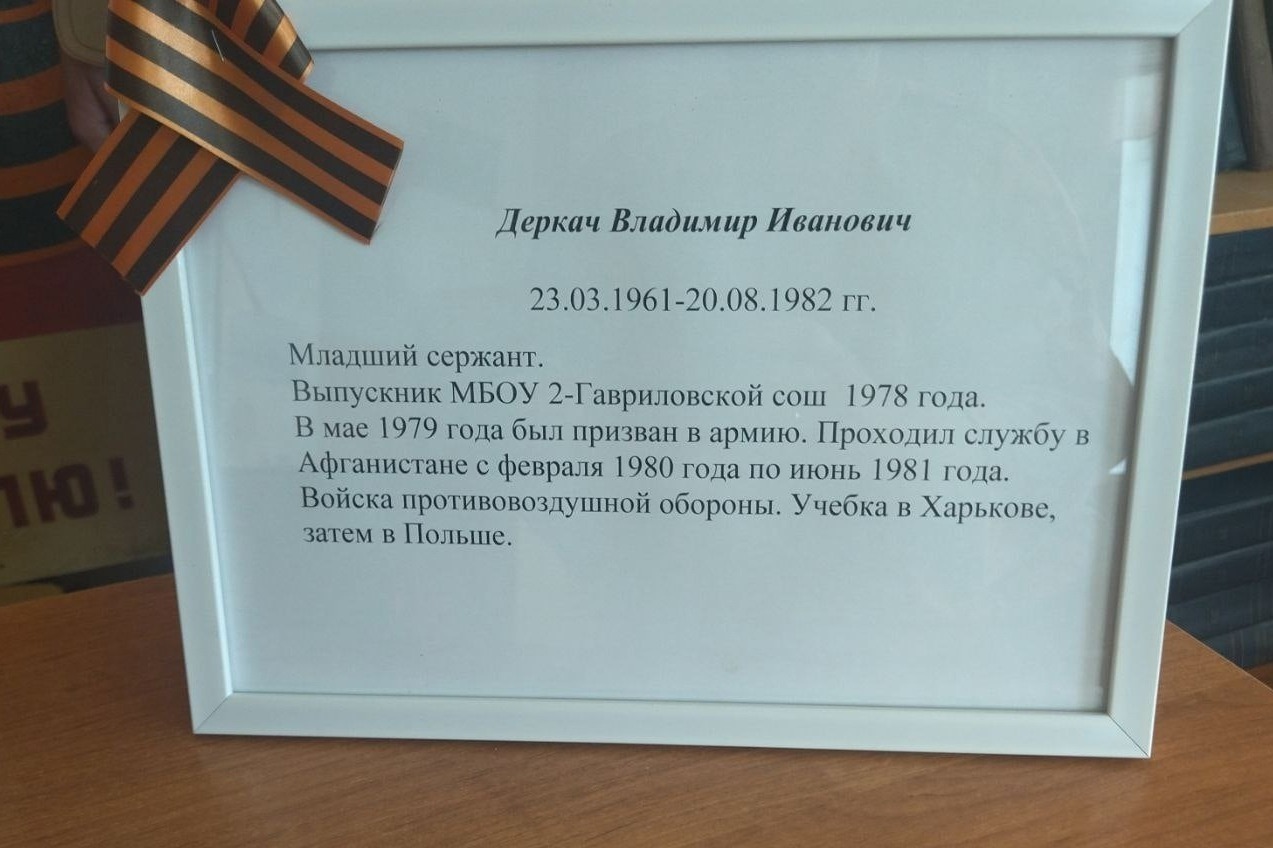 Деркач Владимир Иванович
23.03.1961-20.08.1982 гг.
Младший сержант.
Выпускник МБОУ 2-Гавриловской сош 1978 года.
В мае 1979 года был призван в армию. Проходил службу в
Афганистане с февраля 1980 года по июнь 1981 года.
Войска противовоздушной обороны. Учебка в Харькове,
затем в Польше.